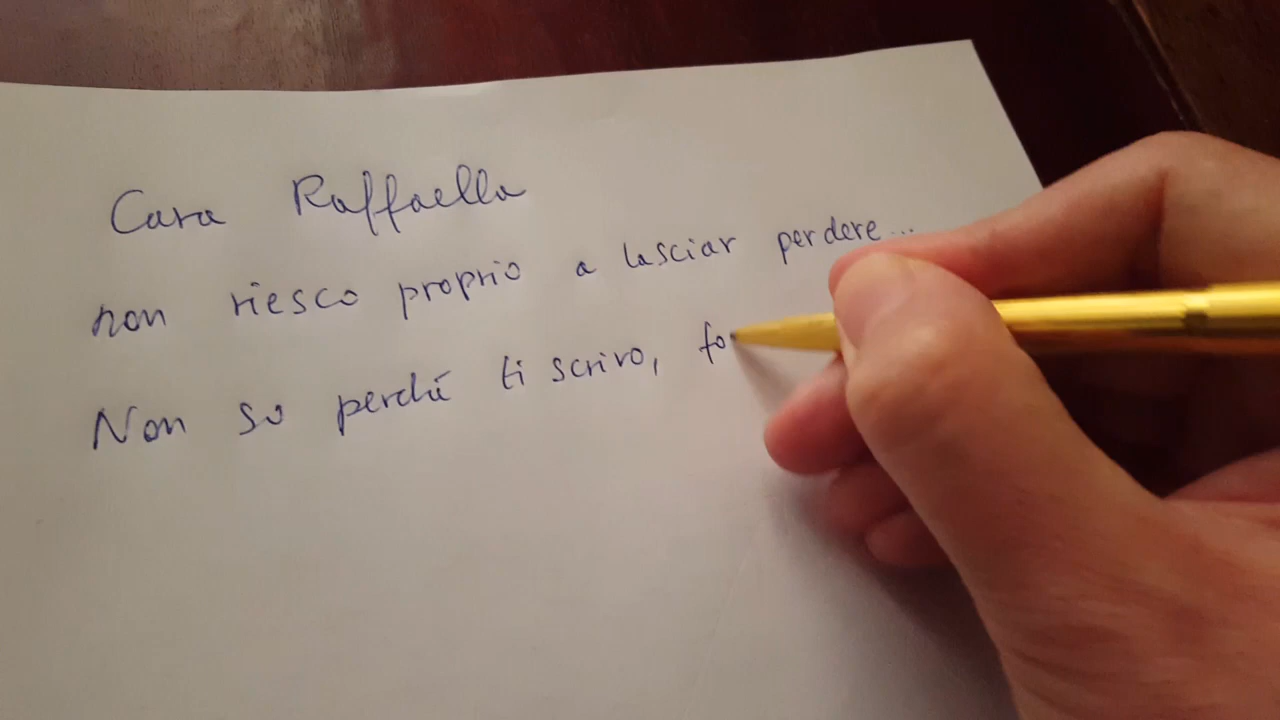 Cara Raffaella
non riesco proprio a lasciar perdere...
Non so perché ti scrivo, fo